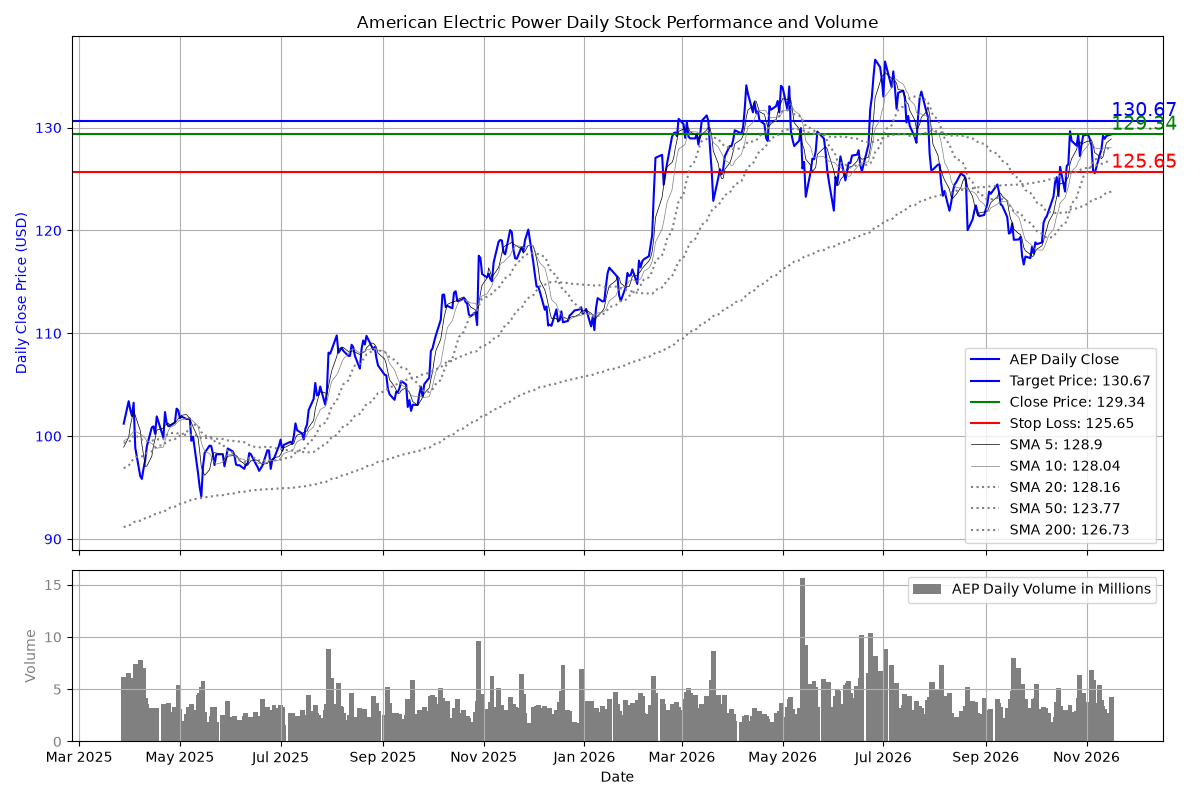 American Electric Power Daily Stock Performance and Volume
Daily Close Price (USD)
130
120
110
100
90
130.67
129.34
125.65
AEP Daily Close
Target Price: 130.67
Close Price: 129.34
Stop Loss: 125.65
SMA 5: 128.9
SMA 10: 128.04
SMA 20: 128.16
SMA 50: 123.77
SMA 200: 126.73
Volume
15
10
5
0
AEP Daily Volume in Millions
Mar 2025 May 2025 Jul 2025 Sep 2025 Nov 2025 Jan 2026 Mar 2026 May 2026 Jul 2026 Sep 2026 Nov 2026
Date